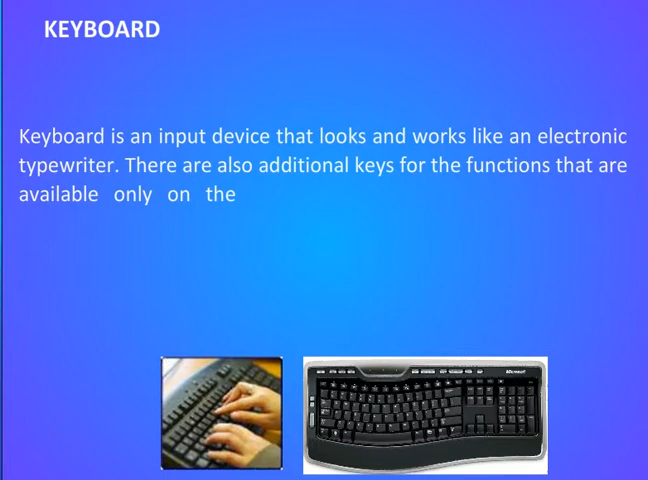 KEYBOARD
Keyboard is an input device that looks and works like an electronic
typewriter. There are also additional keys for the functions that are
available only on the
Microsoft